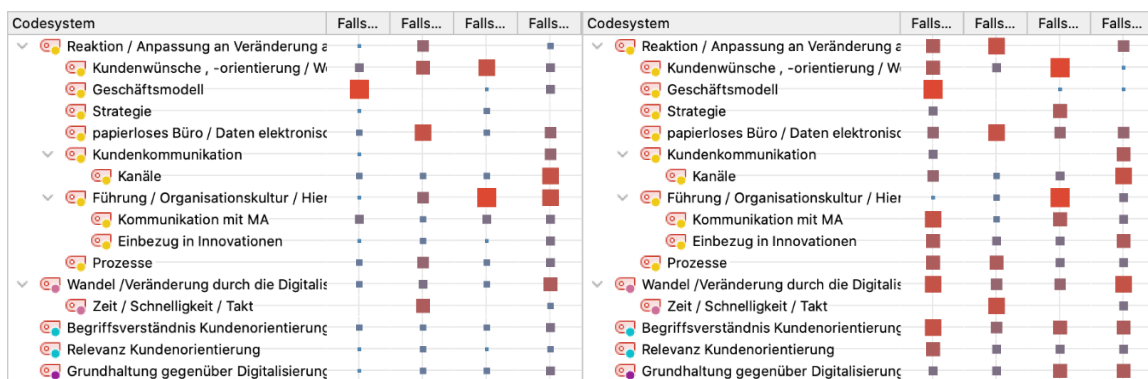 Codesystem Falls... Falls... Falls... Falls...
Reaktion / Anpassung an Veränderung a
Kundenwünsche , -orientierung / We
Geschäftsmodell
Strategie
papierloses Büro / Daten elektronisc
Kundenkommunikation
Kanäle
Führung / Organisationskultur / Hier
Kommunikation mit MA
Einbezug in Innovationen
Prozesse
Wandel /Veränderung durch die Digitalis
Zeit / Schnelligkeit / Takt
Begriffsverständnis Kundenorientierung
Relevanz Kundenorientierung
Grundhaltung gegenüber Digitalisierung
Codesystem Falls... Falls... Falls... Falls...
Reaktion / Anpassung an Veränderung a
Kundenwünsche , -orientierung / We
Geschäftsmodell
Strategie
papierloses Büro / Daten elektronisc
Kundenkommunikation
Kanäle
Führung / Organisationskultur / Hier
Kommunikation mit MA
Einbezug in Innovationen
Prozesse
Wandel /Veränderung durch die Digitalis
Zeit / Schnelligkeit / Takt
Begriffsverständnis Kundenorientierung
Relevanz Kundenorientierung
Grundhaltung gegenüber Digitalisierung